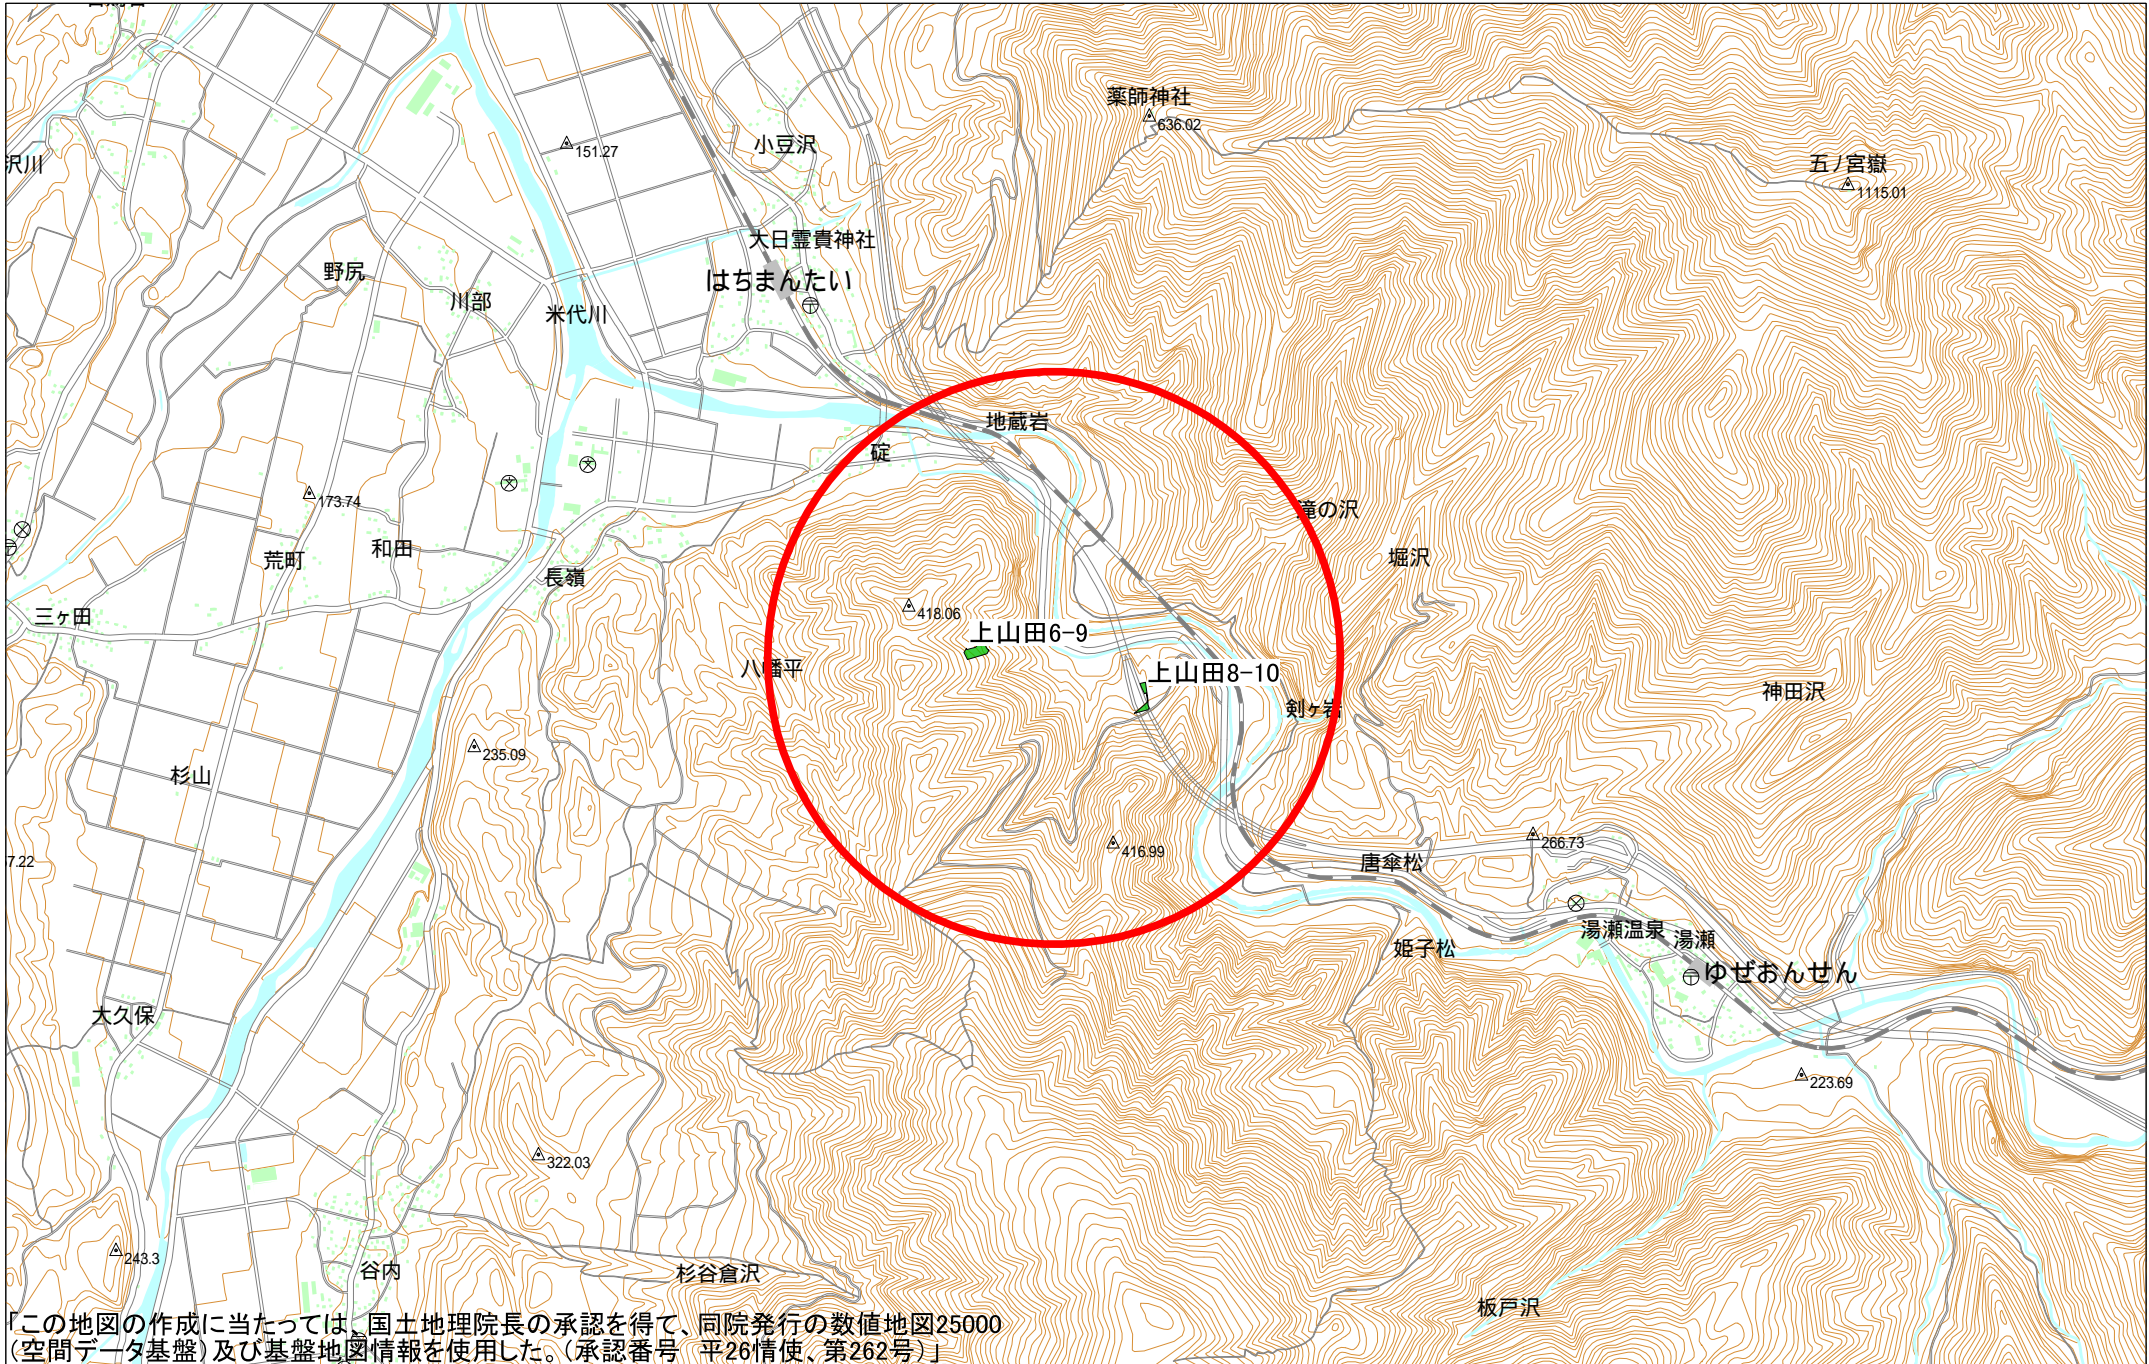 薬師神社
636.02
151.27
小豆沢
沢川
五ノ宮嶽
1115.01
大日霊貴神社
はちまんたい
野尻
川部
米代川
地蔵岩
碇
173.74
滝の沢
荒町
和田
堀沢
長嶺
三ヶ田
418.06
上山田6-9
八幡平
上山田8-10
神田沢
剣ヶ岩
235.09
杉山
266.73
416.99
7.22
唐傘松
湯瀬温泉
湯瀬
姫子松
ゆぜおんせん
大久保
223.69
322.03
243.3
谷内
杉谷倉沢
板戸沢
「この地図の作成に当たっては、国土地理院長の承認を得て、同院発行の数値地図25000
(空間データ基盤)及び基盤地図情報を使用した。(承認番号　平26情使、第262号)」